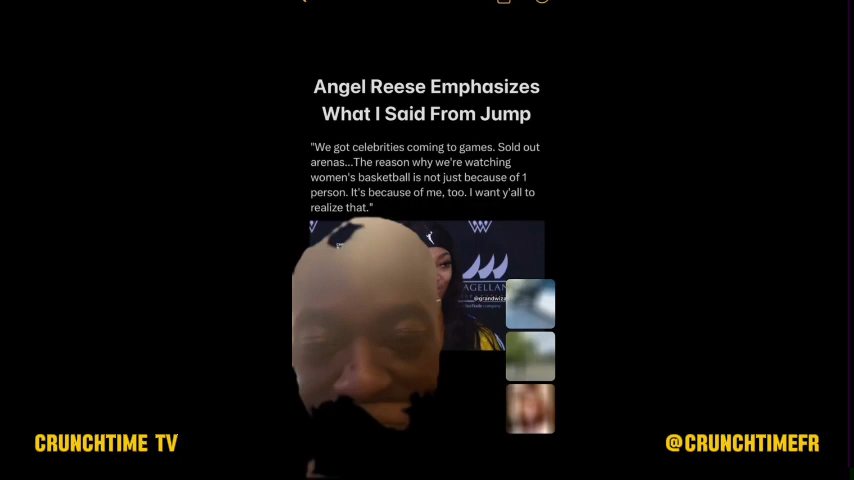 Angel Reese Emphasizes
What I Said From Jump
"We got celebrities coming to games. Sold out
arenas...The reason why we're watching
women's basketball is not just because of 1
person. It's because of me, too. I want y'all to
realize that."
@grandwiza
CRUNCHTIME TV
@CRUNCHTIMEFR